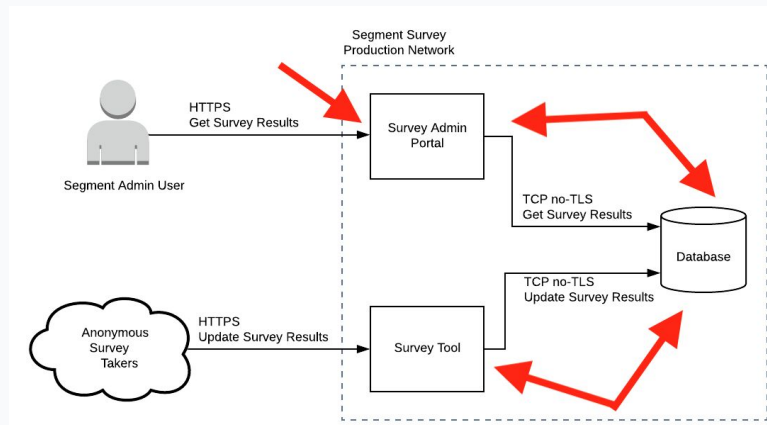 Segment Survey
Production Network
HTTPS
Get Survey Results
Survey Admin
Portal
Segment Admin User
TCP no-TLS
Get Survey Results
Database
TCP no-TLS
Update Survey Results
HTTPS
Update Survey Results
Anonymous
Survey
Takers
Survey Tool